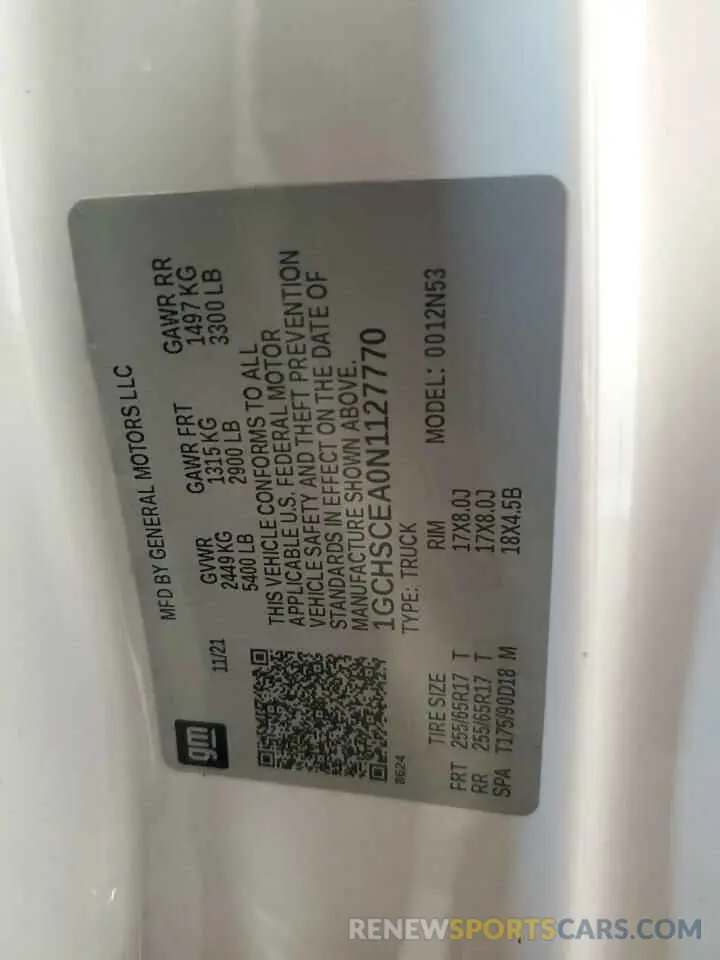 gm
MFD BY GENERAL MOTORS LLC
11/21
GVWR GAWR FRT GAWR RR
2449 KG 1315 KG 1497 KG
5400 LB 2900 LB 3300 LB
THIS VEHICLE CONFORMS TO ALL
APPLICABLE U.S. FEDERAL MOTOR
VEHICLE SAFETY AND THEFT PREVENTION
STANDARDS IN EFFECT ON THE DATE OF
MANUFACTURE SHOWN ABOVE.
1GCHSCEA0N1127770
8624
TYPE: TRUCK MODEL: 0012N53
TIRE SIZE RIM
FRT 255/65R17 T 17X8.0J
RR 255/65R17 T 17X8.0J
SPA T175/90D18 M 18X4.5B
RENEWSPORTSCARS.COM